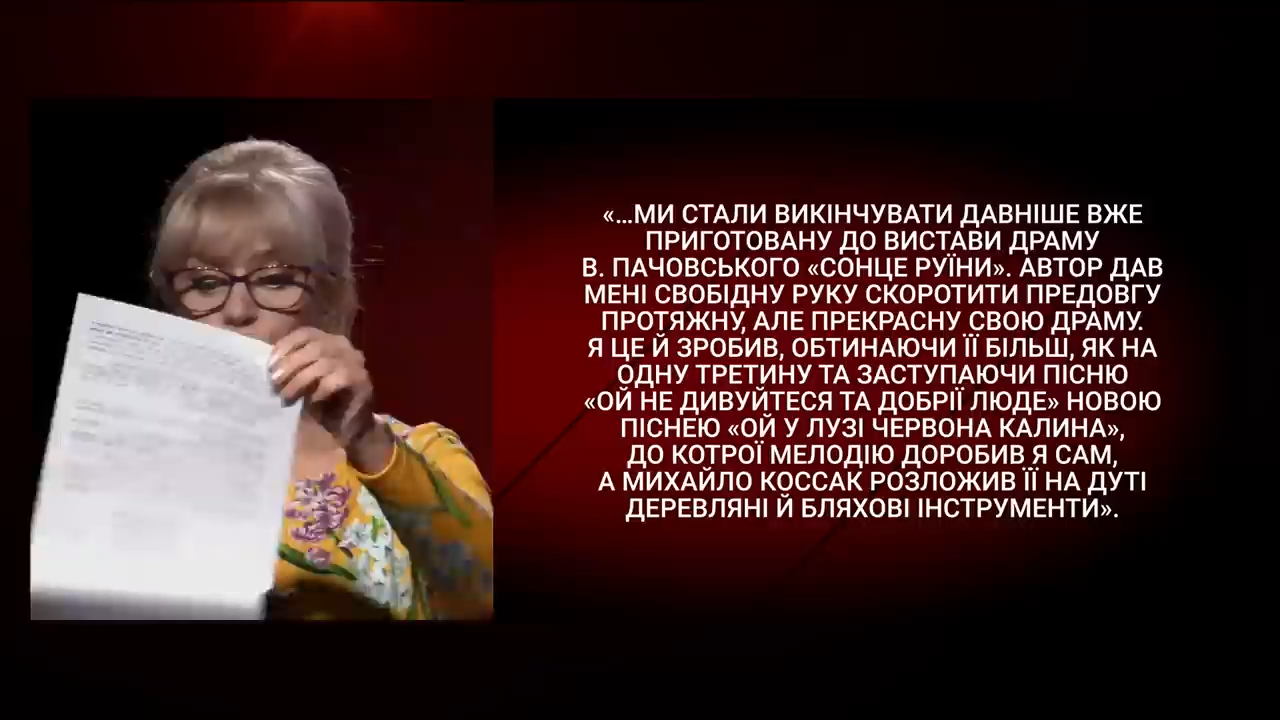 «...МИ СТАЛИ ВИКІНЧУВАТИ ДАВНІШЕ ВЖЕ
ПРИГОТОВАНУ ДО ВИСТАВИ ДРАМУ
В. ПАЧОВСЬКОГО «СОНЦЕ РУЇНИ». АВТОР ДАВ
МЕНІ СВОБІДНУ РУКУ СКОРОТИТИ ПРЕДОВГУ
ПРОТЯЖНУ, АЛЕ ПРЕКРАСНУ СВОЮ ДРАМУ.
Я ЦЕ Й ЗРОБИВ, ОБТИНАЮЧИ ЇЇ БІЛЬШ, ЯК НА
ОДНУ ТРЕТИНУ ТА ЗАСТУПАЮЧИ ПІСНЮ
«ОЙ НЕ ДИВУЙТЕСЯ ТА ДОБРІЇ ЛЮДЕ» НОВОЮ
ПІСНЕЮ «ОЙ У ЛУЗІ ЧЕРВОНА КАЛИНА»,
ДО КОТРОЇ МЕЛОДІЮ ДОРОБИВ Я САМ,
А МИХАЙЛО КОССАК РОЗЛОЖИВ ЇЇ НА ДУТІ
ДЕРЕВЛЯНІ Й БЛЯХОВІ ІНСТРУМЕНТИ».